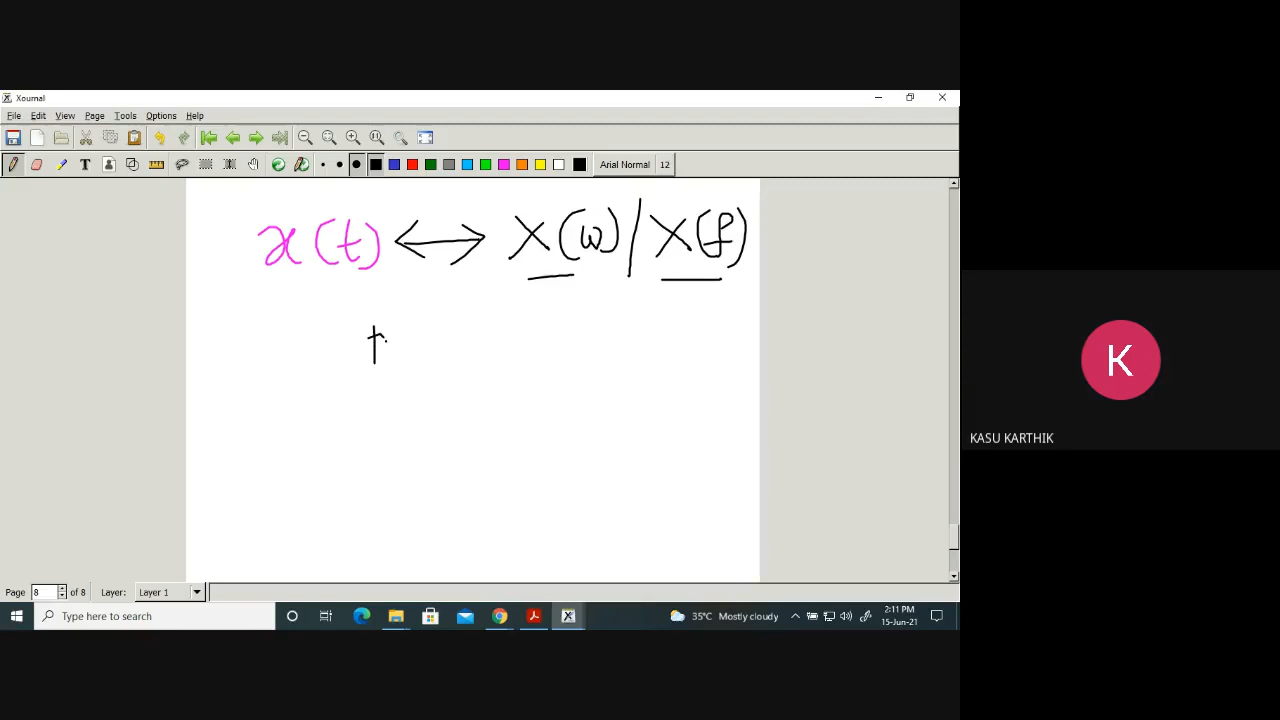 Xournal
File Edit View Page Tools Options Help
Arial Normal 12
x(t) ↔ X(ω) / X(f)
K
KASU KARTHIK
Page 8 of 8 Layer: Layer 1
Type here to search
35°C Mostly cloudy
2:11 PM
15-Jun-21